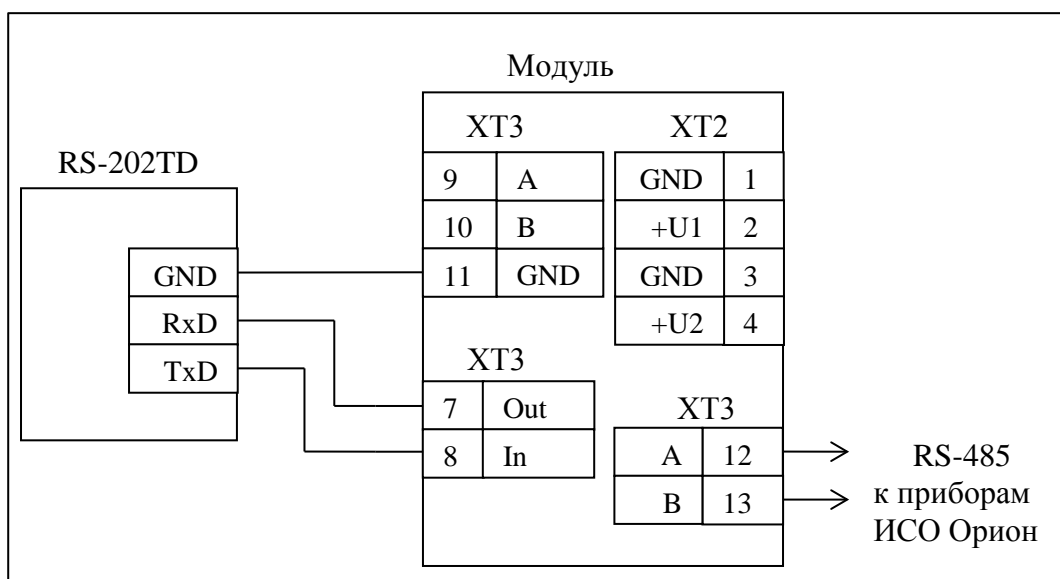 Модуль
RS-202TD
GND
RxD
TxD
XT3
9 A
10 B
11 GND
XT2
GND 1
+U1 2
GND 3
+U2 4
XT3
7 Out
8 In
XT3
A 12
B 13
RS-485
к приборам
ИСО Орион